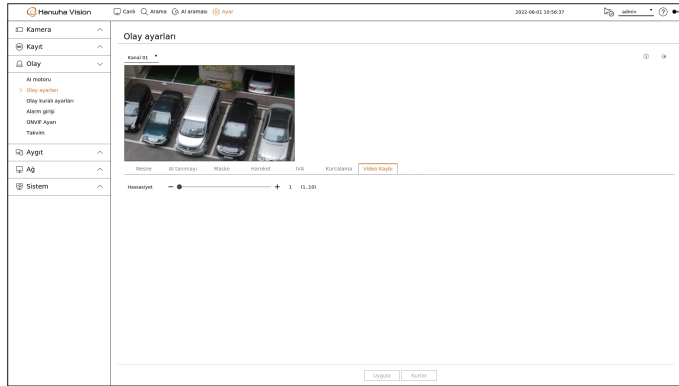 Hanwha Vision
Canlı Arama AI araması Ayar
2022-08-01 10:56:37
admin
Kamera
Kayıt
Olay
AI motoru
Olay ayarları
Olay kuralı ayarları
Alarm girişi
ONVIF Ayarı
Takvim
Aygıt
Ağ
Sistem
Olay ayarları
Kanal 01
Nesne AI tanımayı Maske Hareket IVA Kurcalama Video Kaybı
Hassasiyet 1 (1..10)
Uygula Kurtar